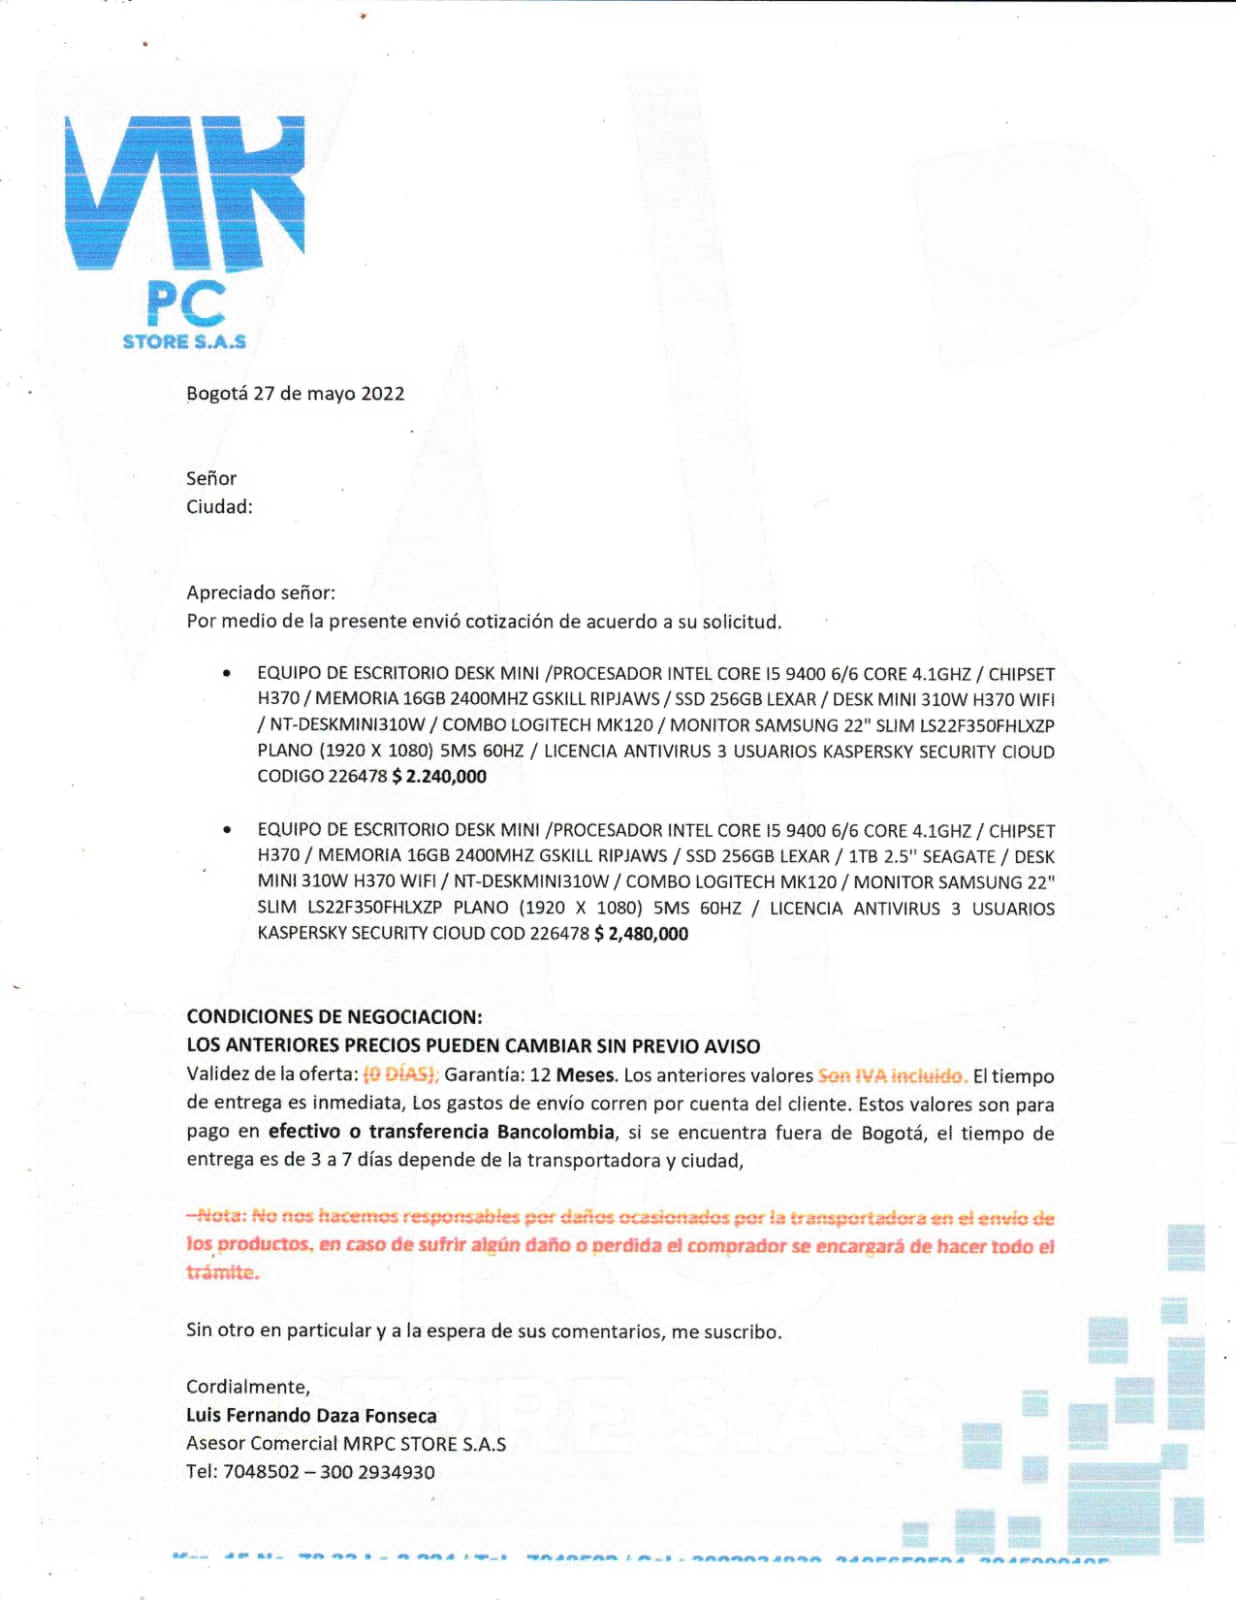 MR
PC
STORE S.A.S
Bogotá 27 de mayo 2022
Señor
Ciudad:
Apreciado señor:
Por medio de la presente envió cotización de acuerdo a su solicitud.
• EQUIPO DE ESCRITORIO DESK MINI /PROCESADOR INTEL CORE I5 9400 6/6 CORE 4.1GHZ / CHIPSET
H370 / MEMORIA 16GB 2400MHZ GSKILL RIPJAWS / SSD 256GB LEXAR / DESK MINI 310W H370 WIFI
/ NT-DESKMINI310W / COMBO LOGITECH MK120 / MONITOR SAMSUNG 22" SLIM LS22F350FHLXZP
PLANO (1920 X 1080) 5MS 60HZ / LICENCIA ANTIVIRUS 3 USUARIOS KASPERSKY SECURITY ClOUD
CODIGO 226478 $ 2.240,000
• EQUIPO DE ESCRITORIO DESK MINI /PROCESADOR INTEL CORE I5 9400 6/6 CORE 4.1GHZ / CHIPSET
H370 / MEMORIA 16GB 2400MHZ GSKILL RIPJAWS / SSD 256GB LEXAR / 1TB 2.5" SEAGATE / DESK
MINI 310W H370 WIFI / NT-DESKMINI310W / COMBO LOGITECH MK120 / MONITOR SAMSUNG 22"
SLIM LS22F350FHLXZP PLANO (1920 X 1080) 5MS 60HZ / LICENCIA ANTIVIRUS 3 USUARIOS
KASPERSKY SECURITY ClOUD COD 226478 $ 2,480,000
CONDICIONES DE NEGOCIACION:
LOS ANTERIORES PRECIOS PUEDEN CAMBIAR SIN PREVIO AVISO
Validez de la oferta: (0 DÍAS); Garantía: 12 Meses. Los anteriores valores Son IVA incluido. El tiempo
de entrega es inmediata, Los gastos de envío corren por cuenta del cliente. Estos valores son para
pago en efectivo o transferencia Bancolombia, si se encuentra fuera de Bogotá, el tiempo de
entrega es de 3 a 7 días depende de la transportadora y ciudad,
–Nota: No nos hacemos responsables por daños ocasionados por la transportadora en el envío de
los productos, en caso de sufrir algún daño o perdida el comprador se encargará de hacer todo el
trámite.
Sin otro en particular y a la espera de sus comentarios, me suscribo.
Cordialmente,
Luis Fernando Daza Fonseca
Asesor Comercial MRPC STORE S.A.S
Tel: 7048502 – 300 2934930